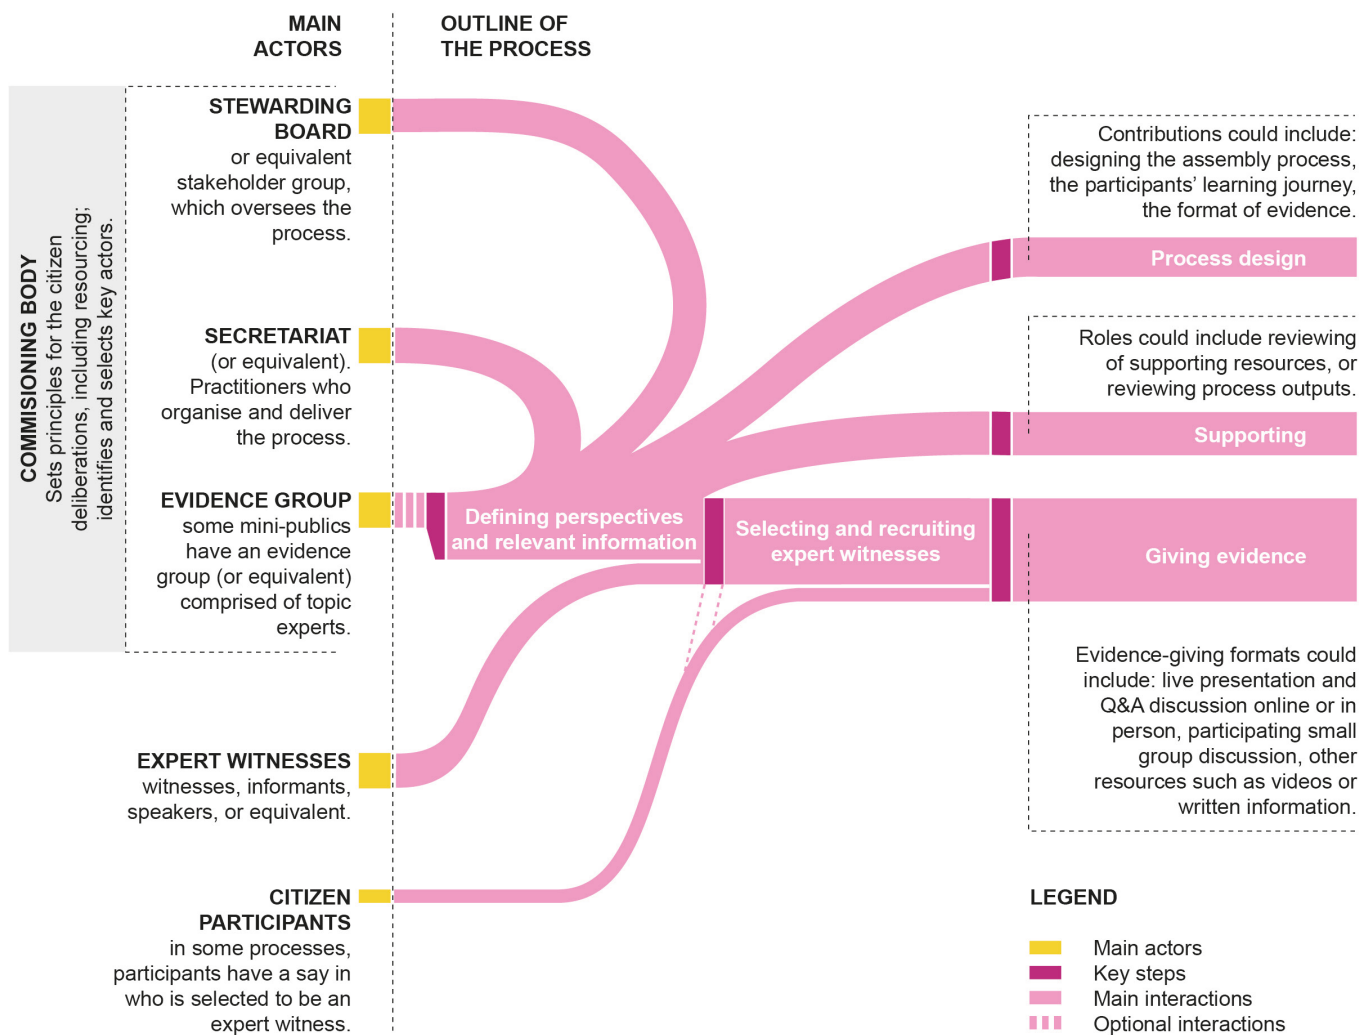 MAIN
ACTORS
OUTLINE OF
THE PROCESS
COMMISIONING BODY
Sets principles for the citizen
deliberations, including resourcing;
identifies and selects key actors.
STEWARDING
BOARD
or equivalent
stakeholder group,
which oversees the
process.
SECRETARIAT
(or equivalent).
Practitioners who
organise and deliver
the process.
EVIDENCE GROUP
some mini-publics
have an evidence
group (or equivalent)
comprised of topic
experts.
EXPERT WITNESSES
witnesses, informants,
speakers, or equivalent.
CITIZEN
PARTICIPANTS
in some processes,
participants have a say in
who is selected to be an
expert witness.
Defining perspectives
and relevant information
Selecting and recruiting
expert witnesses
Contributions could include:
designing the assembly process,
the participants’ learning journey,
the format of evidence.
Process design
Roles could include reviewing
of supporting resources, or
reviewing process outputs.
Supporting
Giving evidence
Evidence-giving formats could
include: live presentation and
Q&A discussion online or in
person, participating small
group discussion, other
resources such as videos or
written information.
LEGEND
Main actors
Key steps
Main interactions
Optional interactions